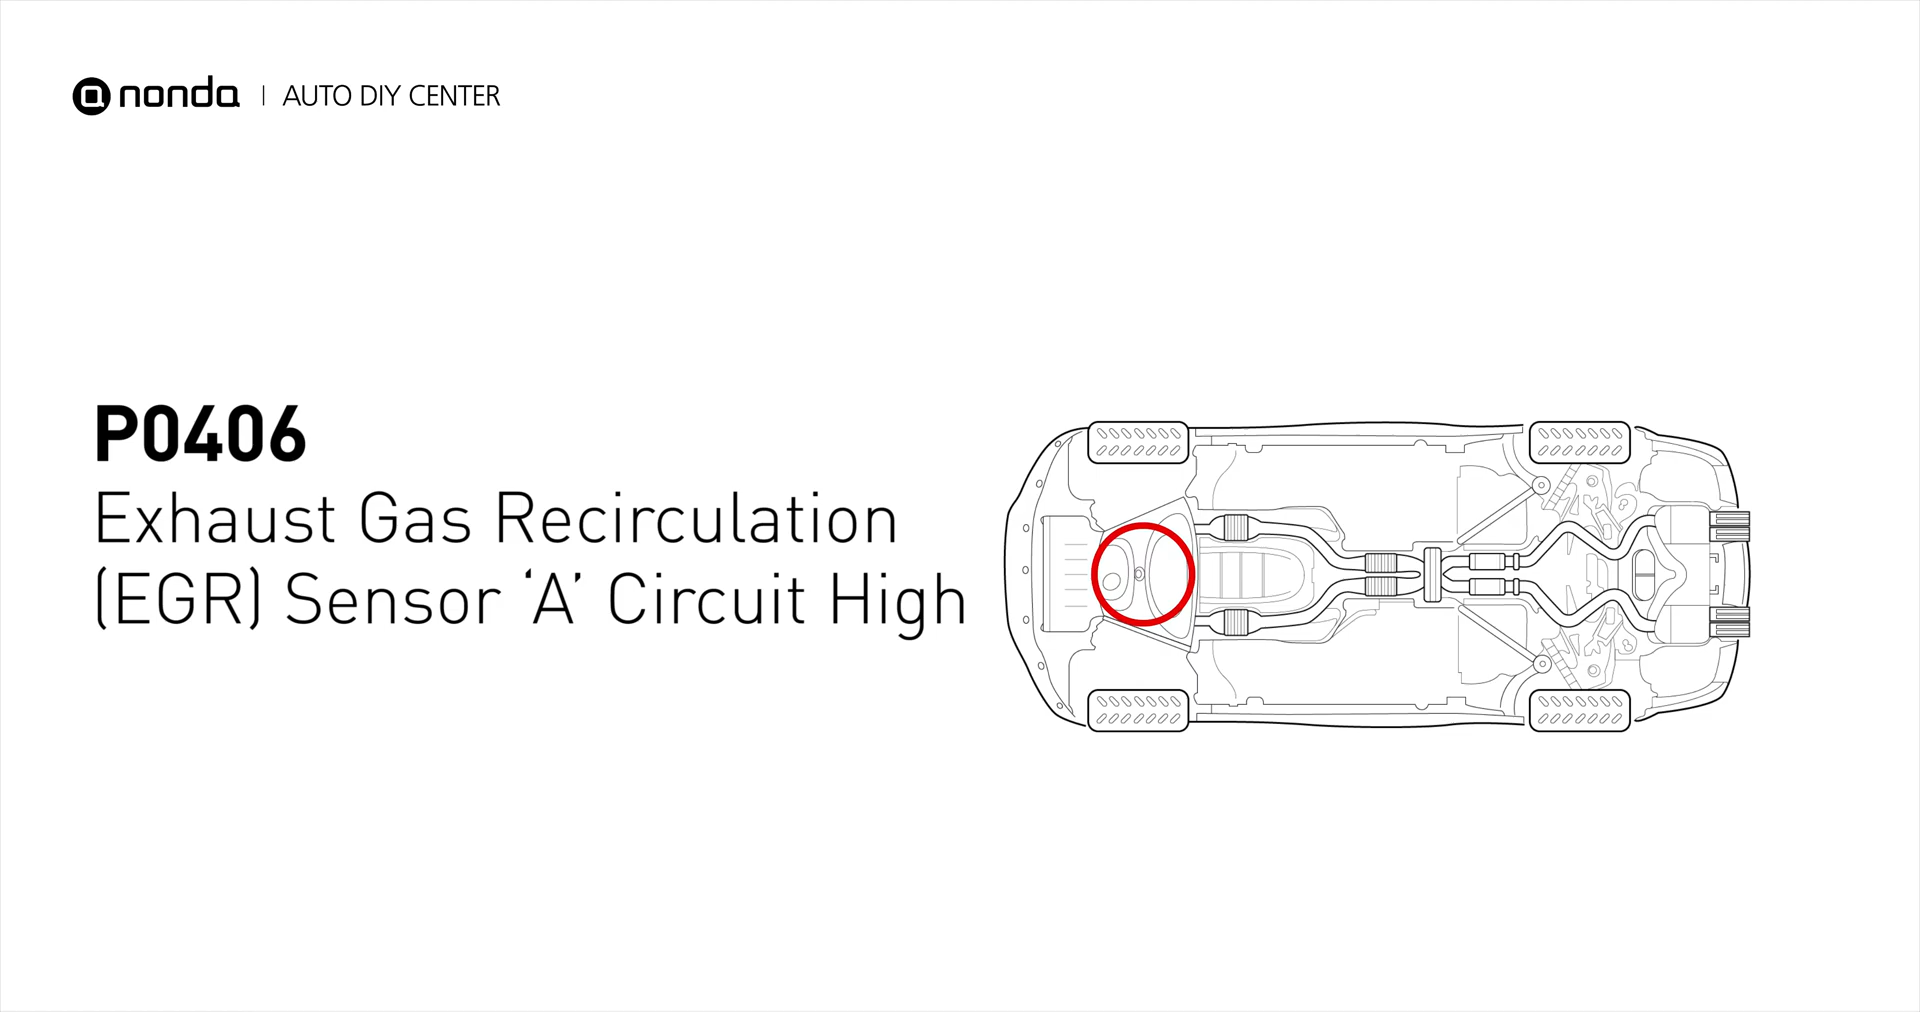 nonda | AUTO DIY CENTER
P0406
Exhaust Gas Recirculation
(EGR) Sensor ‘A’ Circuit High